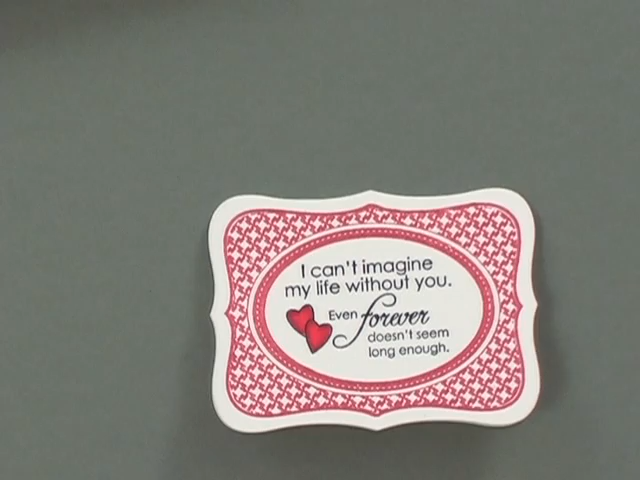 I can't imagine
my life without you.
Even forever
doesn't seem
long enough.